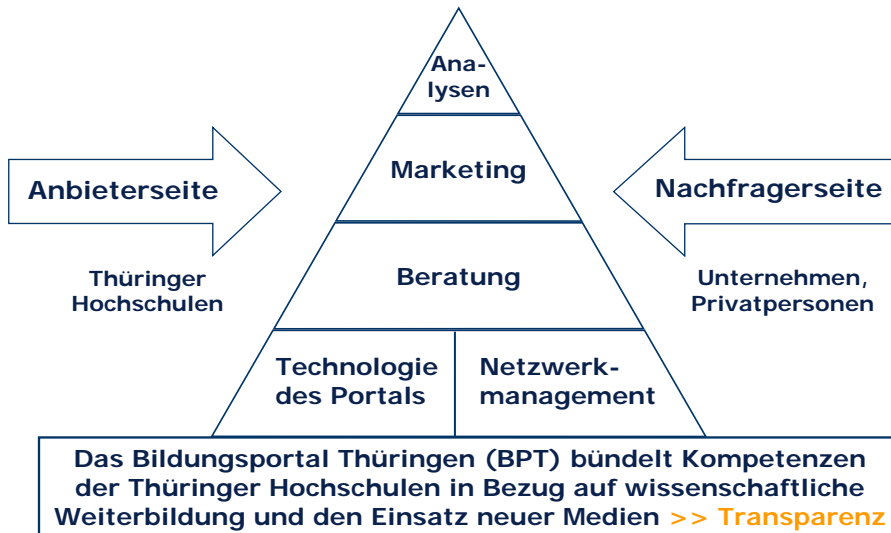 Ana-
lysen
Marketing
Anbieterseite
Nachfragerseite
Beratung
Thüringer
Hochschulen
Unternehmen,
Privatpersonen
Technologie
des Portals
Netzwerk-
management
Das Bildungsportal Thüringen (BPT) bündelt Kompetenzen
der Thüringer Hochschulen in Bezug auf wissenschaftliche
Weiterbildung und den Einsatz neuer Medien >> Transparenz